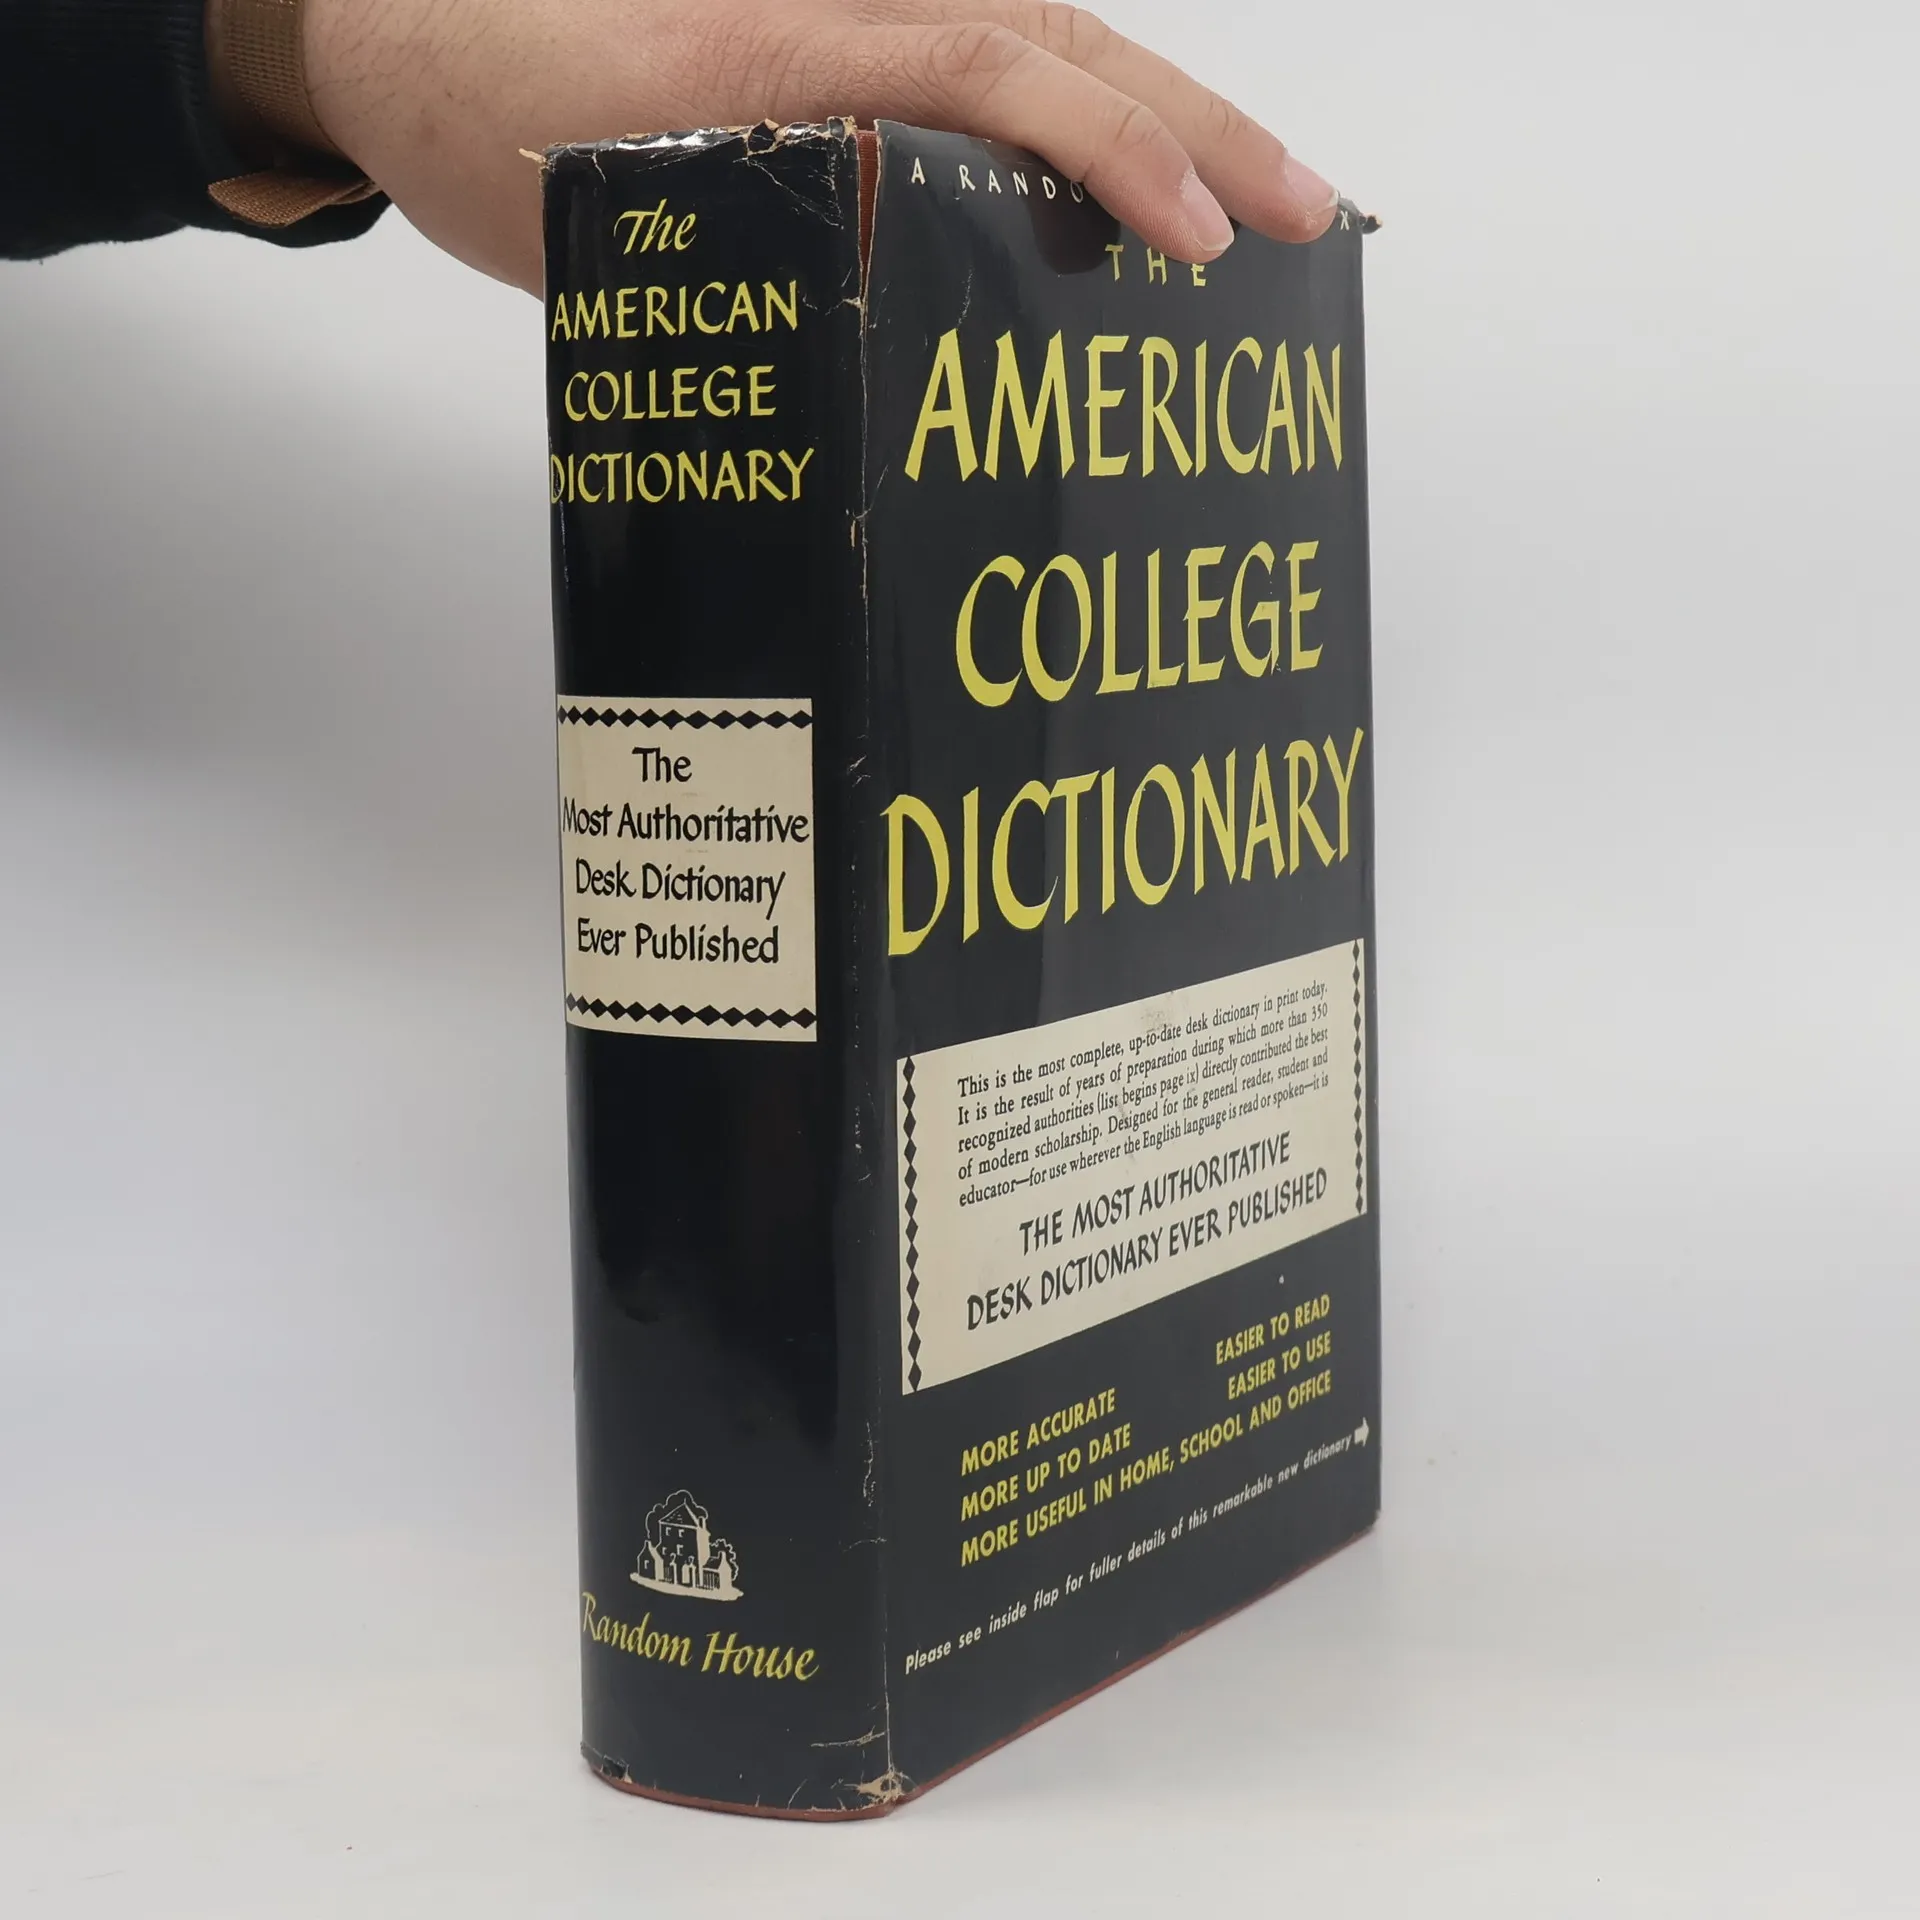 The
AMERICAN
COLLEGE
DICTIONARY
The
Most Authoritative
Desk Dictionary
Ever Published
Random House
A
THE
AMERICAN
COLLEGE
DICTIONARY
This is the most complete, up-to-date desk dictionary in print today.
It is the result of years of preparation during which more than 350
recognized authorities (list begins page ix) directly contributed the best
of modern scholarship. Designed for the general reader, student and
educator—for use wherever the English language is read or spoken—it is
THE MOST AUTHORITATIVE
DESK DICTIONARY EVER PUBLISHED
MORE ACCURATE EASIER TO READ
MORE UP TO DATE EASIER TO USE
MORE USEFUL IN HOME, SCHOOL AND OFFICE
Please see inside flap for fuller details of this remarkable new dictionary